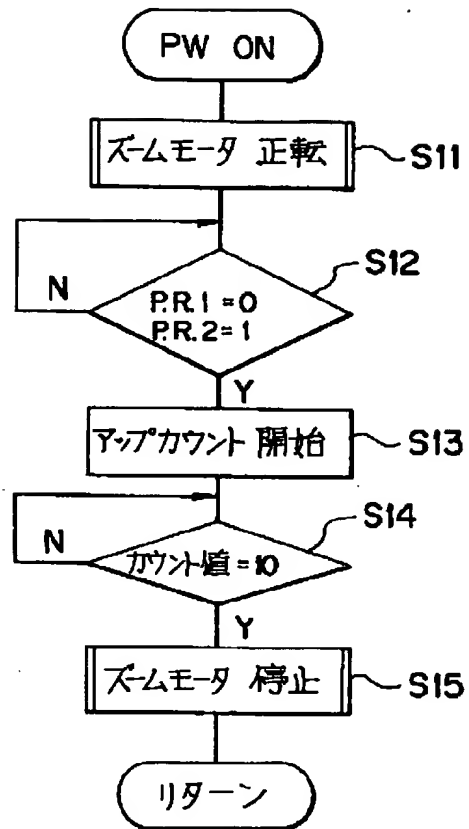 PW ON
ズームモータ 正転
S11
S12
N
P.R.1=0
P.R.2=1
Y
アップカウント 開始
S13
S14
N
カウント値=10
Y
ズームモータ 停止
S15
リターン